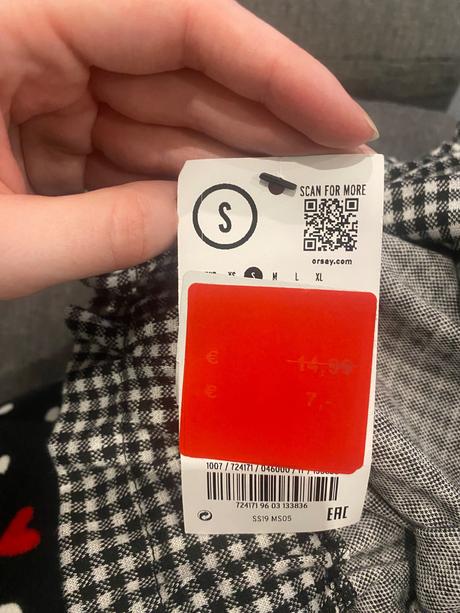 SCAN FOR MORE
S
orsay.com
XS S M L XL
€ 14,99
€ 7,-
1007 / 724171 / 046000 /
724171 96 03 133836
SS19 MS05
EAC